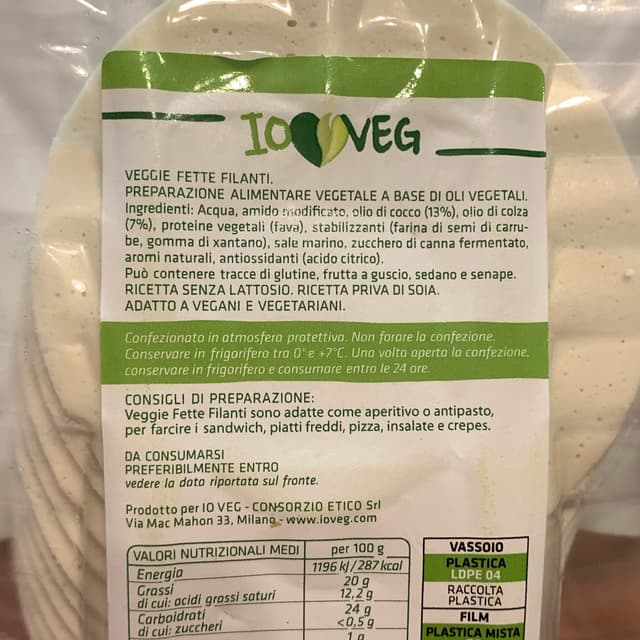 IO VEG
VEGGIE FETTE FILANTI.
PREPARAZIONE ALIMENTARE VEGETALE A BASE DI OLI VEGETALI.
Ingredienti: Acqua, amido modificato, olio di cocco (13%), olio di colza
(7%), proteine vegetali (fava), stabilizzanti (farina di semi di carru-
be, gomma di xantano), sale marino, zucchero di canna fermentato,
aromi naturali, antiossidanti (acido citrico).
Può contenere tracce di glutine, frutta a guscio, sedano e senape.
RICETTA SENZA LATTOSIO. RICETTA PRIVA DI SOIA.
ADATTO A VEGANI E VEGETARIANI.
Confezionato in atmosfera protettiva. Non forare la confezione.
Conservare in frigorifero tra 0° e +7°C. Una volta aperta la confezione,
conservare in frigorifero e consumare entro le 24 ore.
CONSIGLI DI PREPARAZIONE:
Veggie Fette Filanti sono adatte come aperitivo o antipasto,
per farcire i sandwich, piatti freddi, pizza, insalate e crepes.
DA CONSUMARSI
PREFERIBILMENTE ENTRO
vedere la data riportata sul fronte.
Prodotto per IO VEG - CONSORZIO ETICO Srl
Via Mac Mahon 33, Milano - www.ioveg.com
VALORI NUTRIZIONALI MEDI per 100 g
Energia 1196 kJ/287 kcal
Grassi 20 g
di cui: acidi grassi saturi 12,2 g
Carboidrati 24 g
di cui: zuccheri <0,5 g
VASSOIO
PLASTICA
LDPE 04
RACCOLTA
PLASTICA
FILM
PLASTICA MISTA